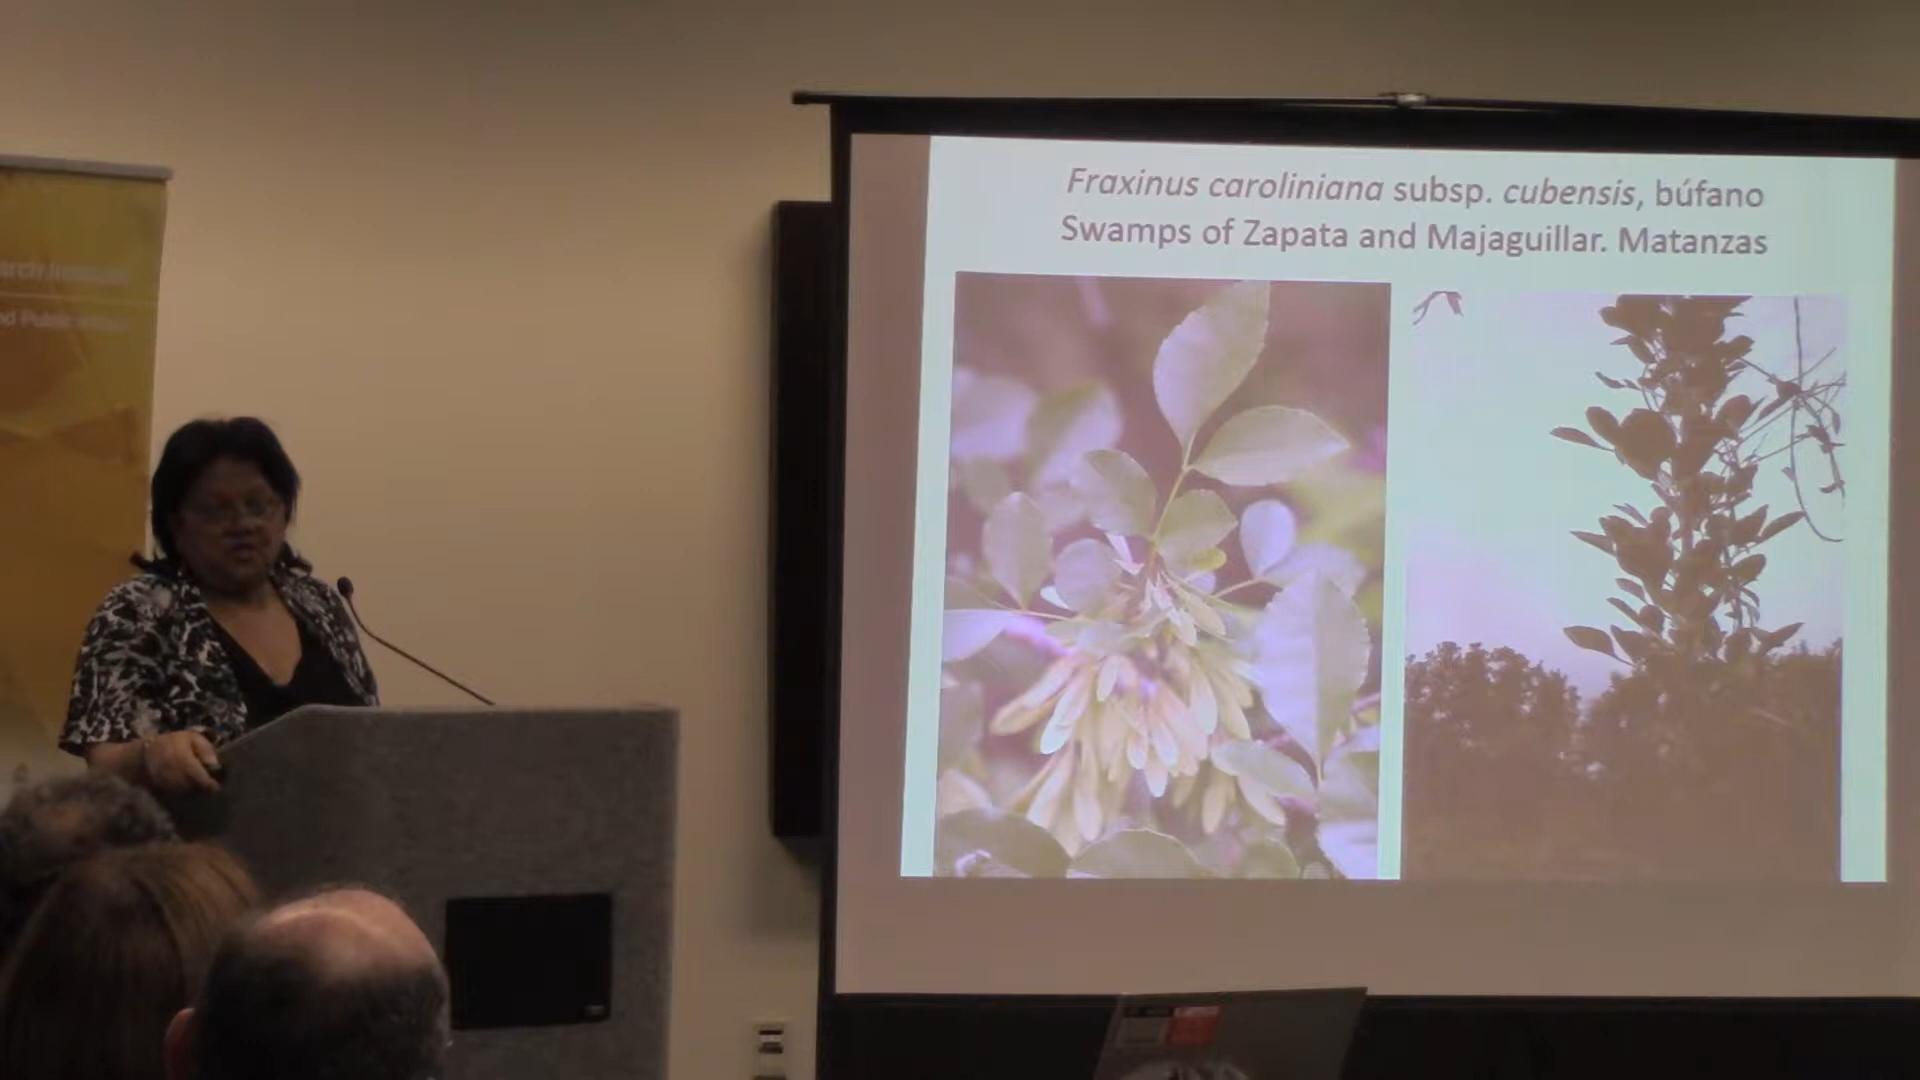 Fraxinus caroliniana subsp. cubensis, búfano
Swamps of Zapata and Majaguillar. Matanzas